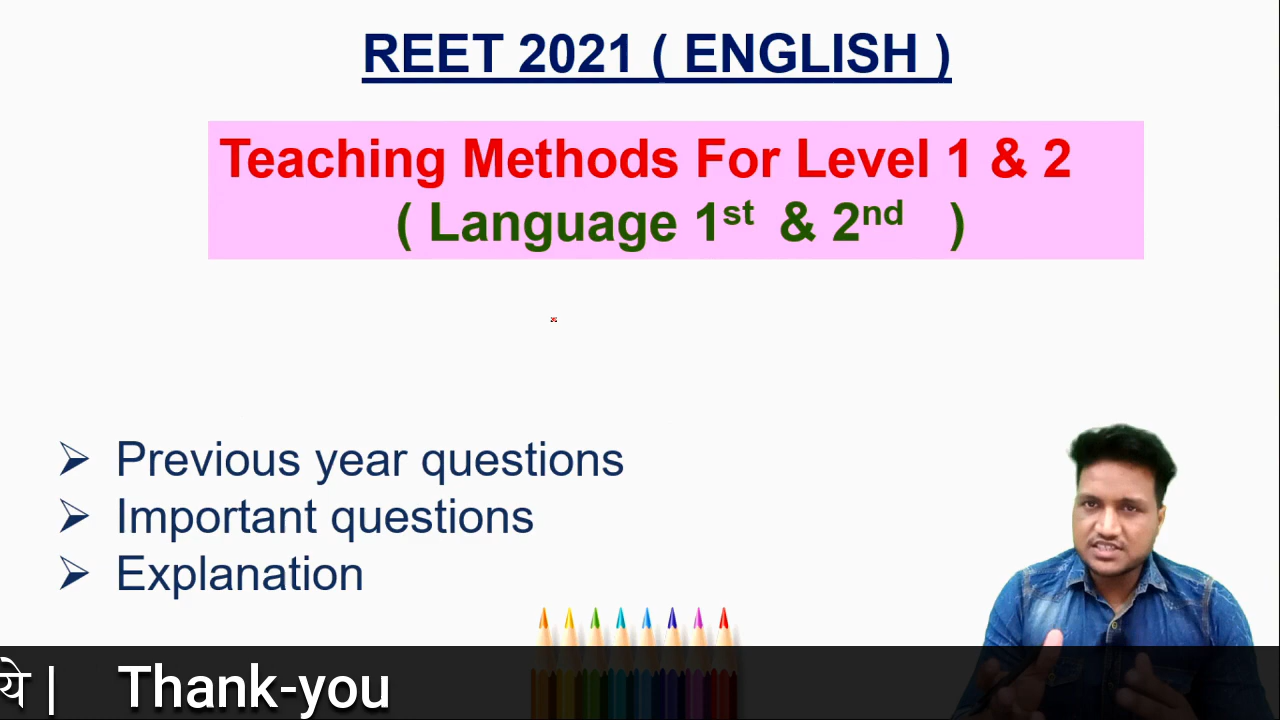 REET 2021 ( ENGLISH )
Teaching Methods For Level 1 & 2
( Language 1st & 2nd )
➢ Previous year questions
➢ Important questions
➢ Explanation
ये | Thank-you